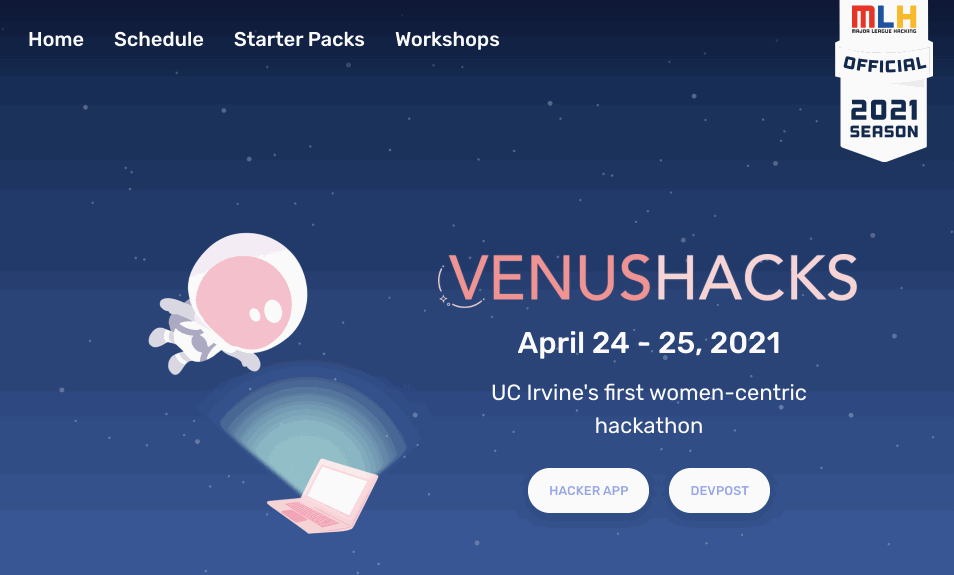 Home Schedule Starter Packs Workshops
MLH
MAJOR LEAGUE HACKING
OFFICIAL
2021
SEASON
VENUSHACKS
April 24 - 25, 2021
UC Irvine's first women-centric
hackathon
HACKER APP DEVPOST